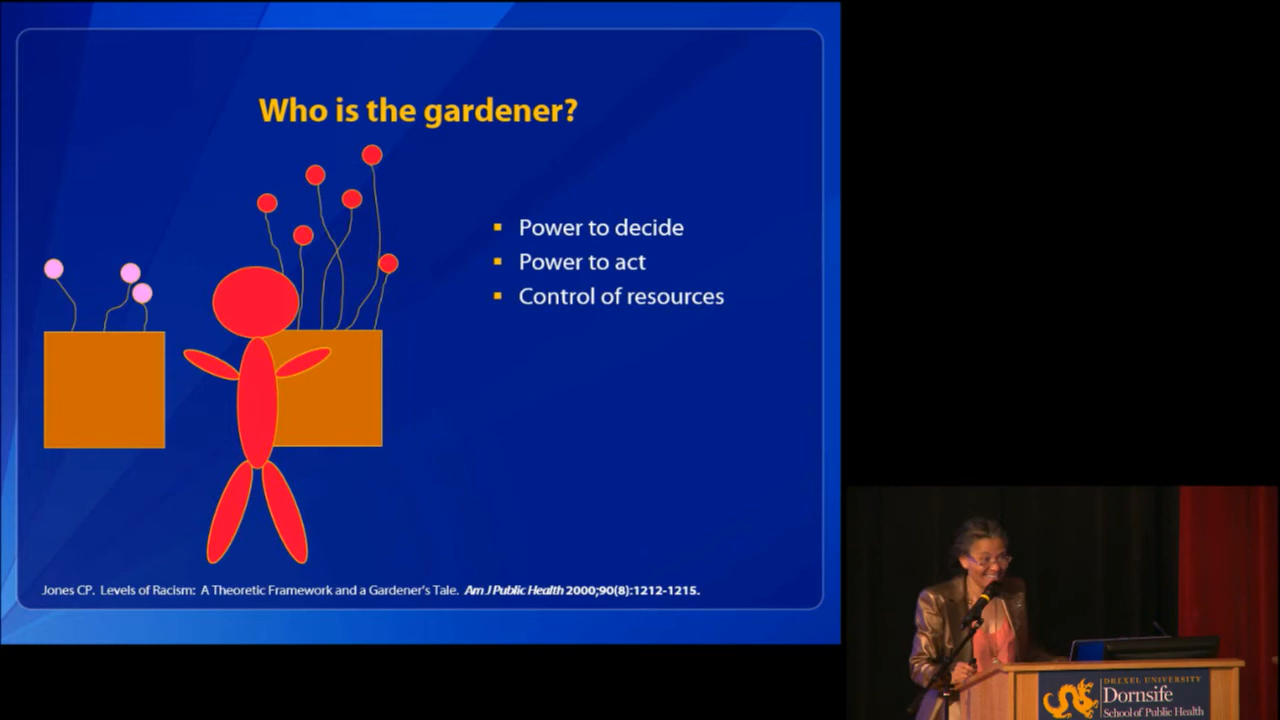 Who is the gardener?
Power to decide
Power to act
Control of resources
Jones CP. Levels of Racism: A Theoretic Framework and a Gardener's Tale. Am J Public Health 2000;90(8):1212-1215.
DREXEL UNIVERSITY
Dornsife
School of Public Health